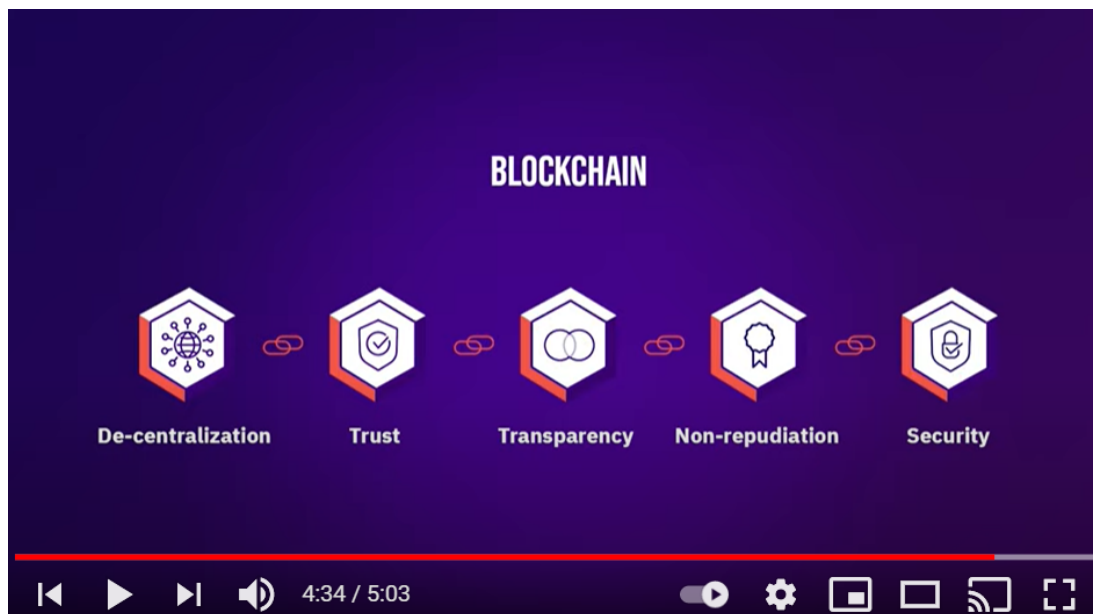 BLOCKCHAIN
De-centralization Trust Transparency Non-repudiation Security
4:34 / 5:03